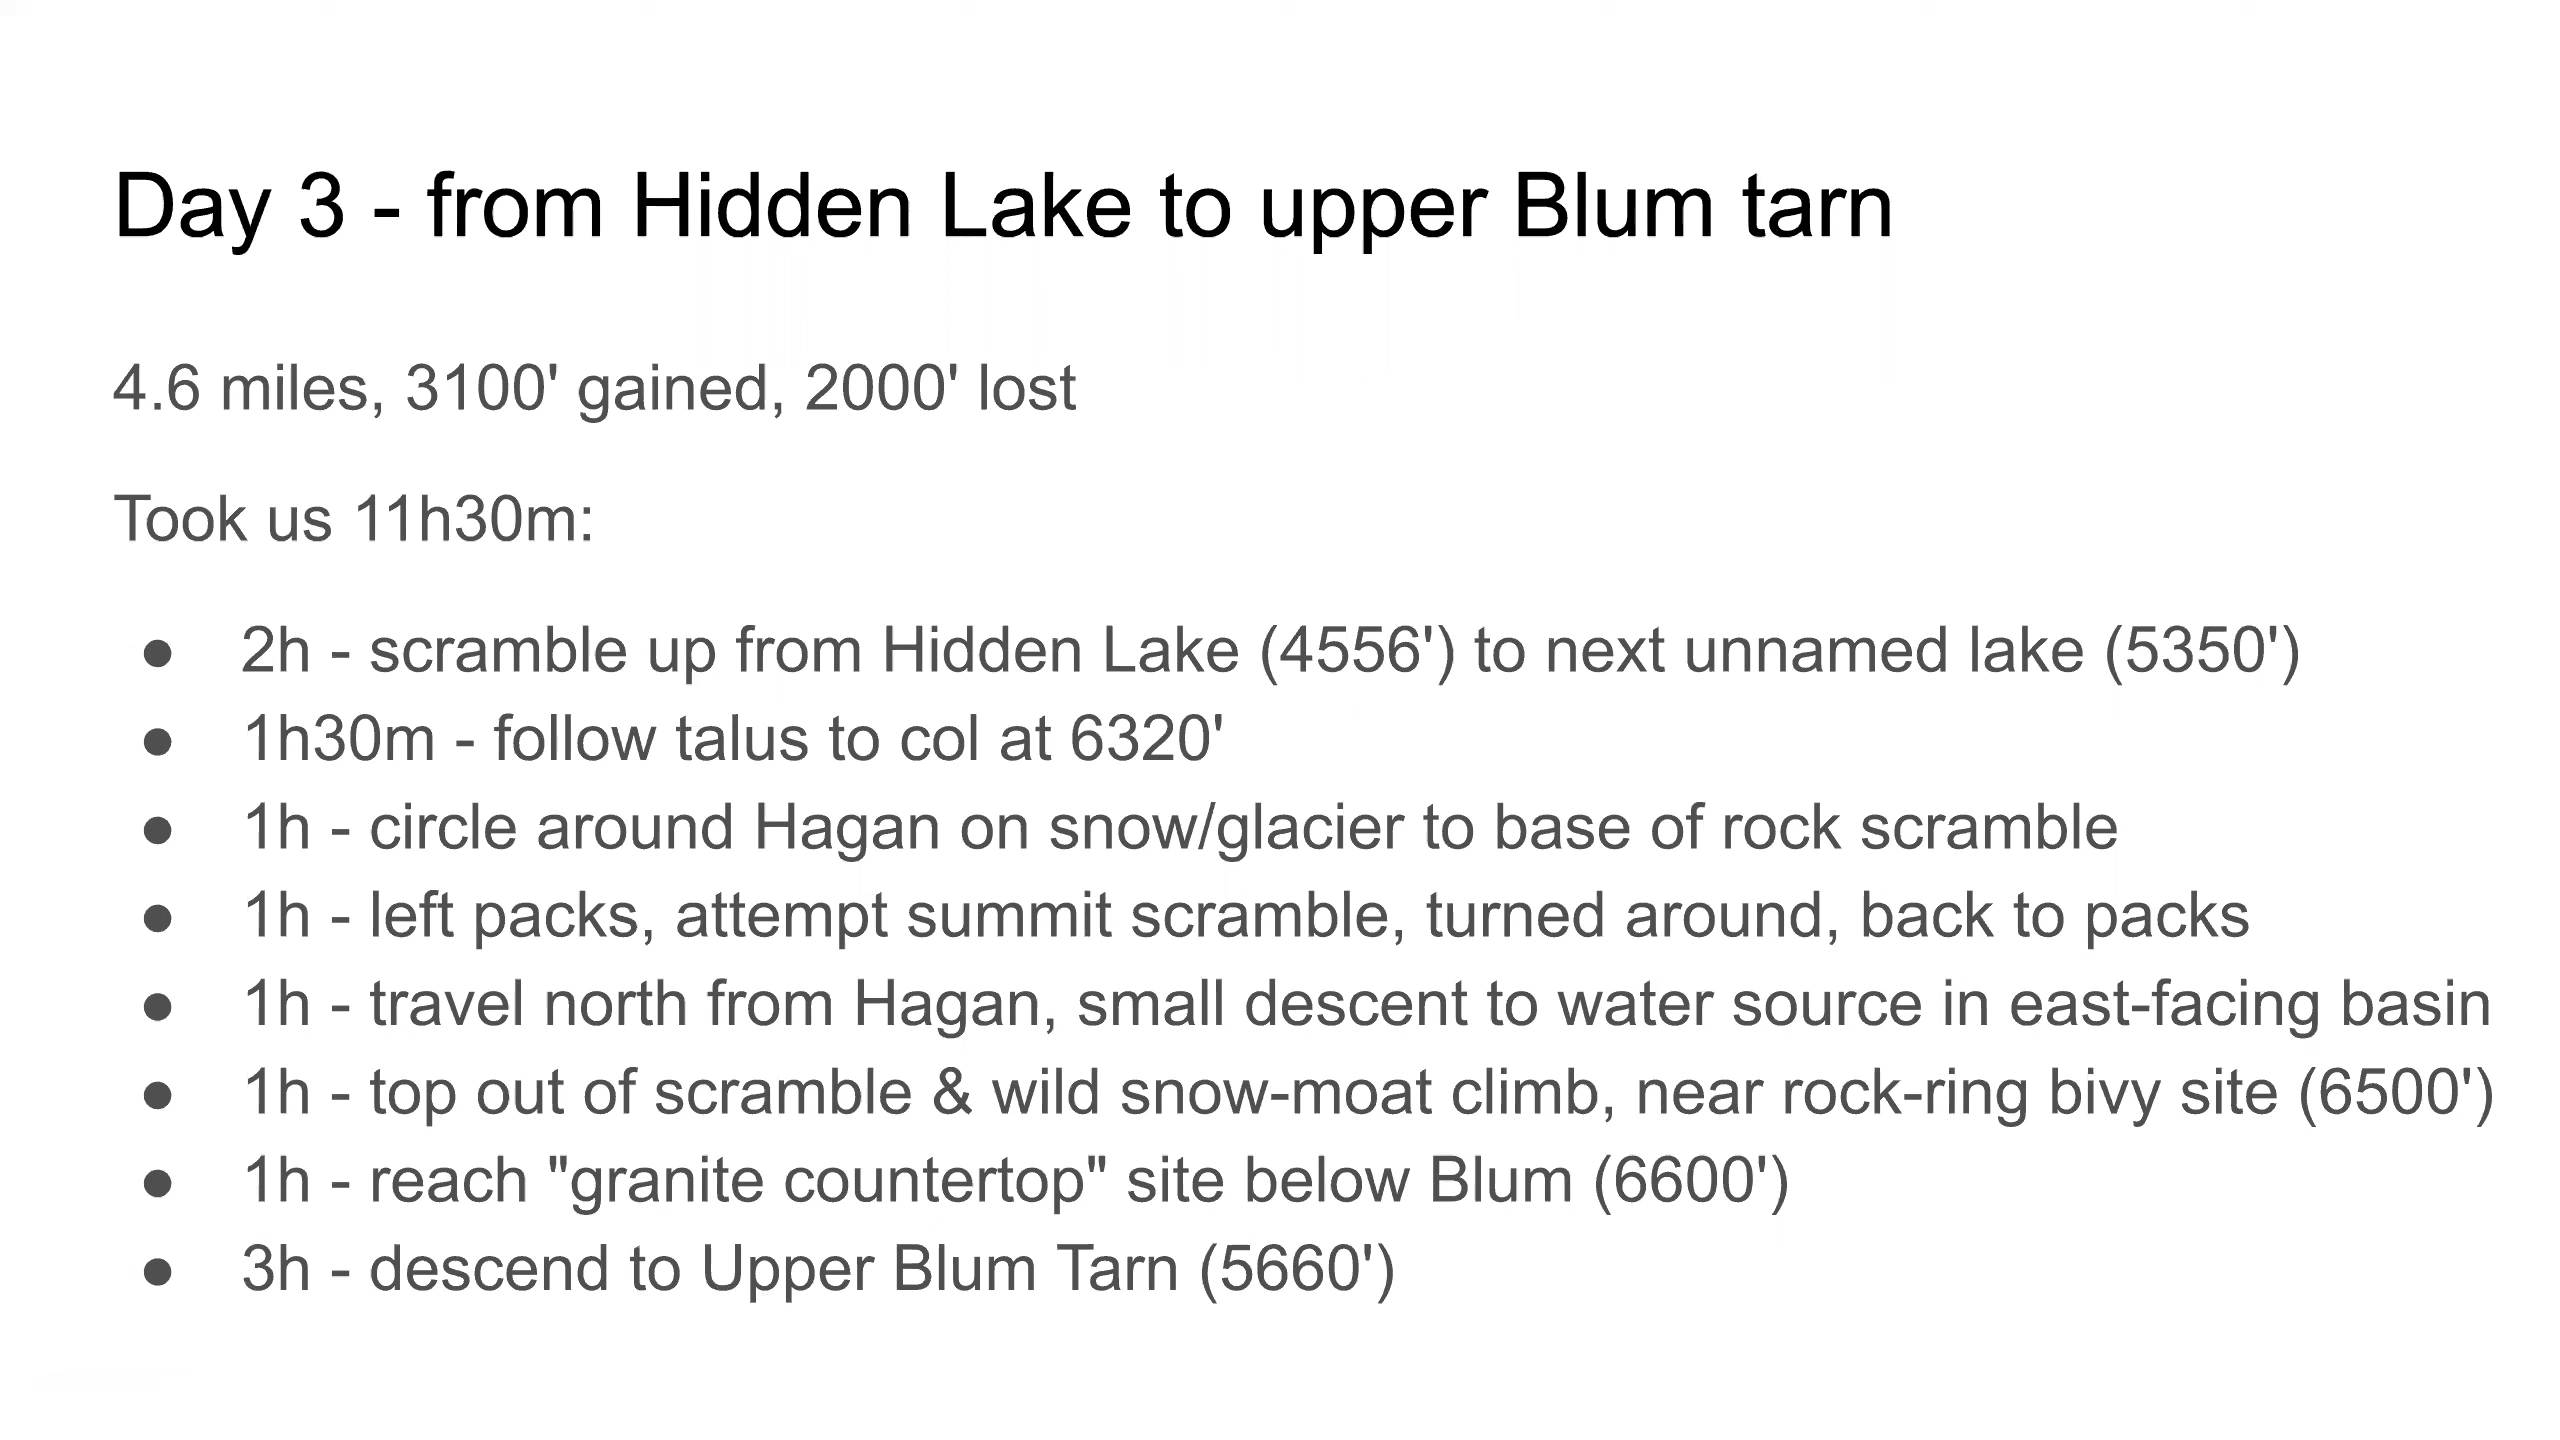 Day 3 - from Hidden Lake to upper Blum tarn
4.6 miles, 3100' gained, 2000' lost
Took us 11h30m:
● 2h - scramble up from Hidden Lake (4556') to next unnamed lake (5350')
● 1h30m - follow talus to col at 6320'
● 1h - circle around Hagan on snow/glacier to base of rock scramble
● 1h - left packs, attempt summit scramble, turned around, back to packs
● 1h - travel north from Hagan, small descent to water source in east-facing basin
● 1h - top out of scramble & wild snow-moat climb, near rock-ring bivy site (6500')
● 1h - reach "granite countertop" site below Blum (6600')
● 3h - descend to Upper Blum Tarn (5660')